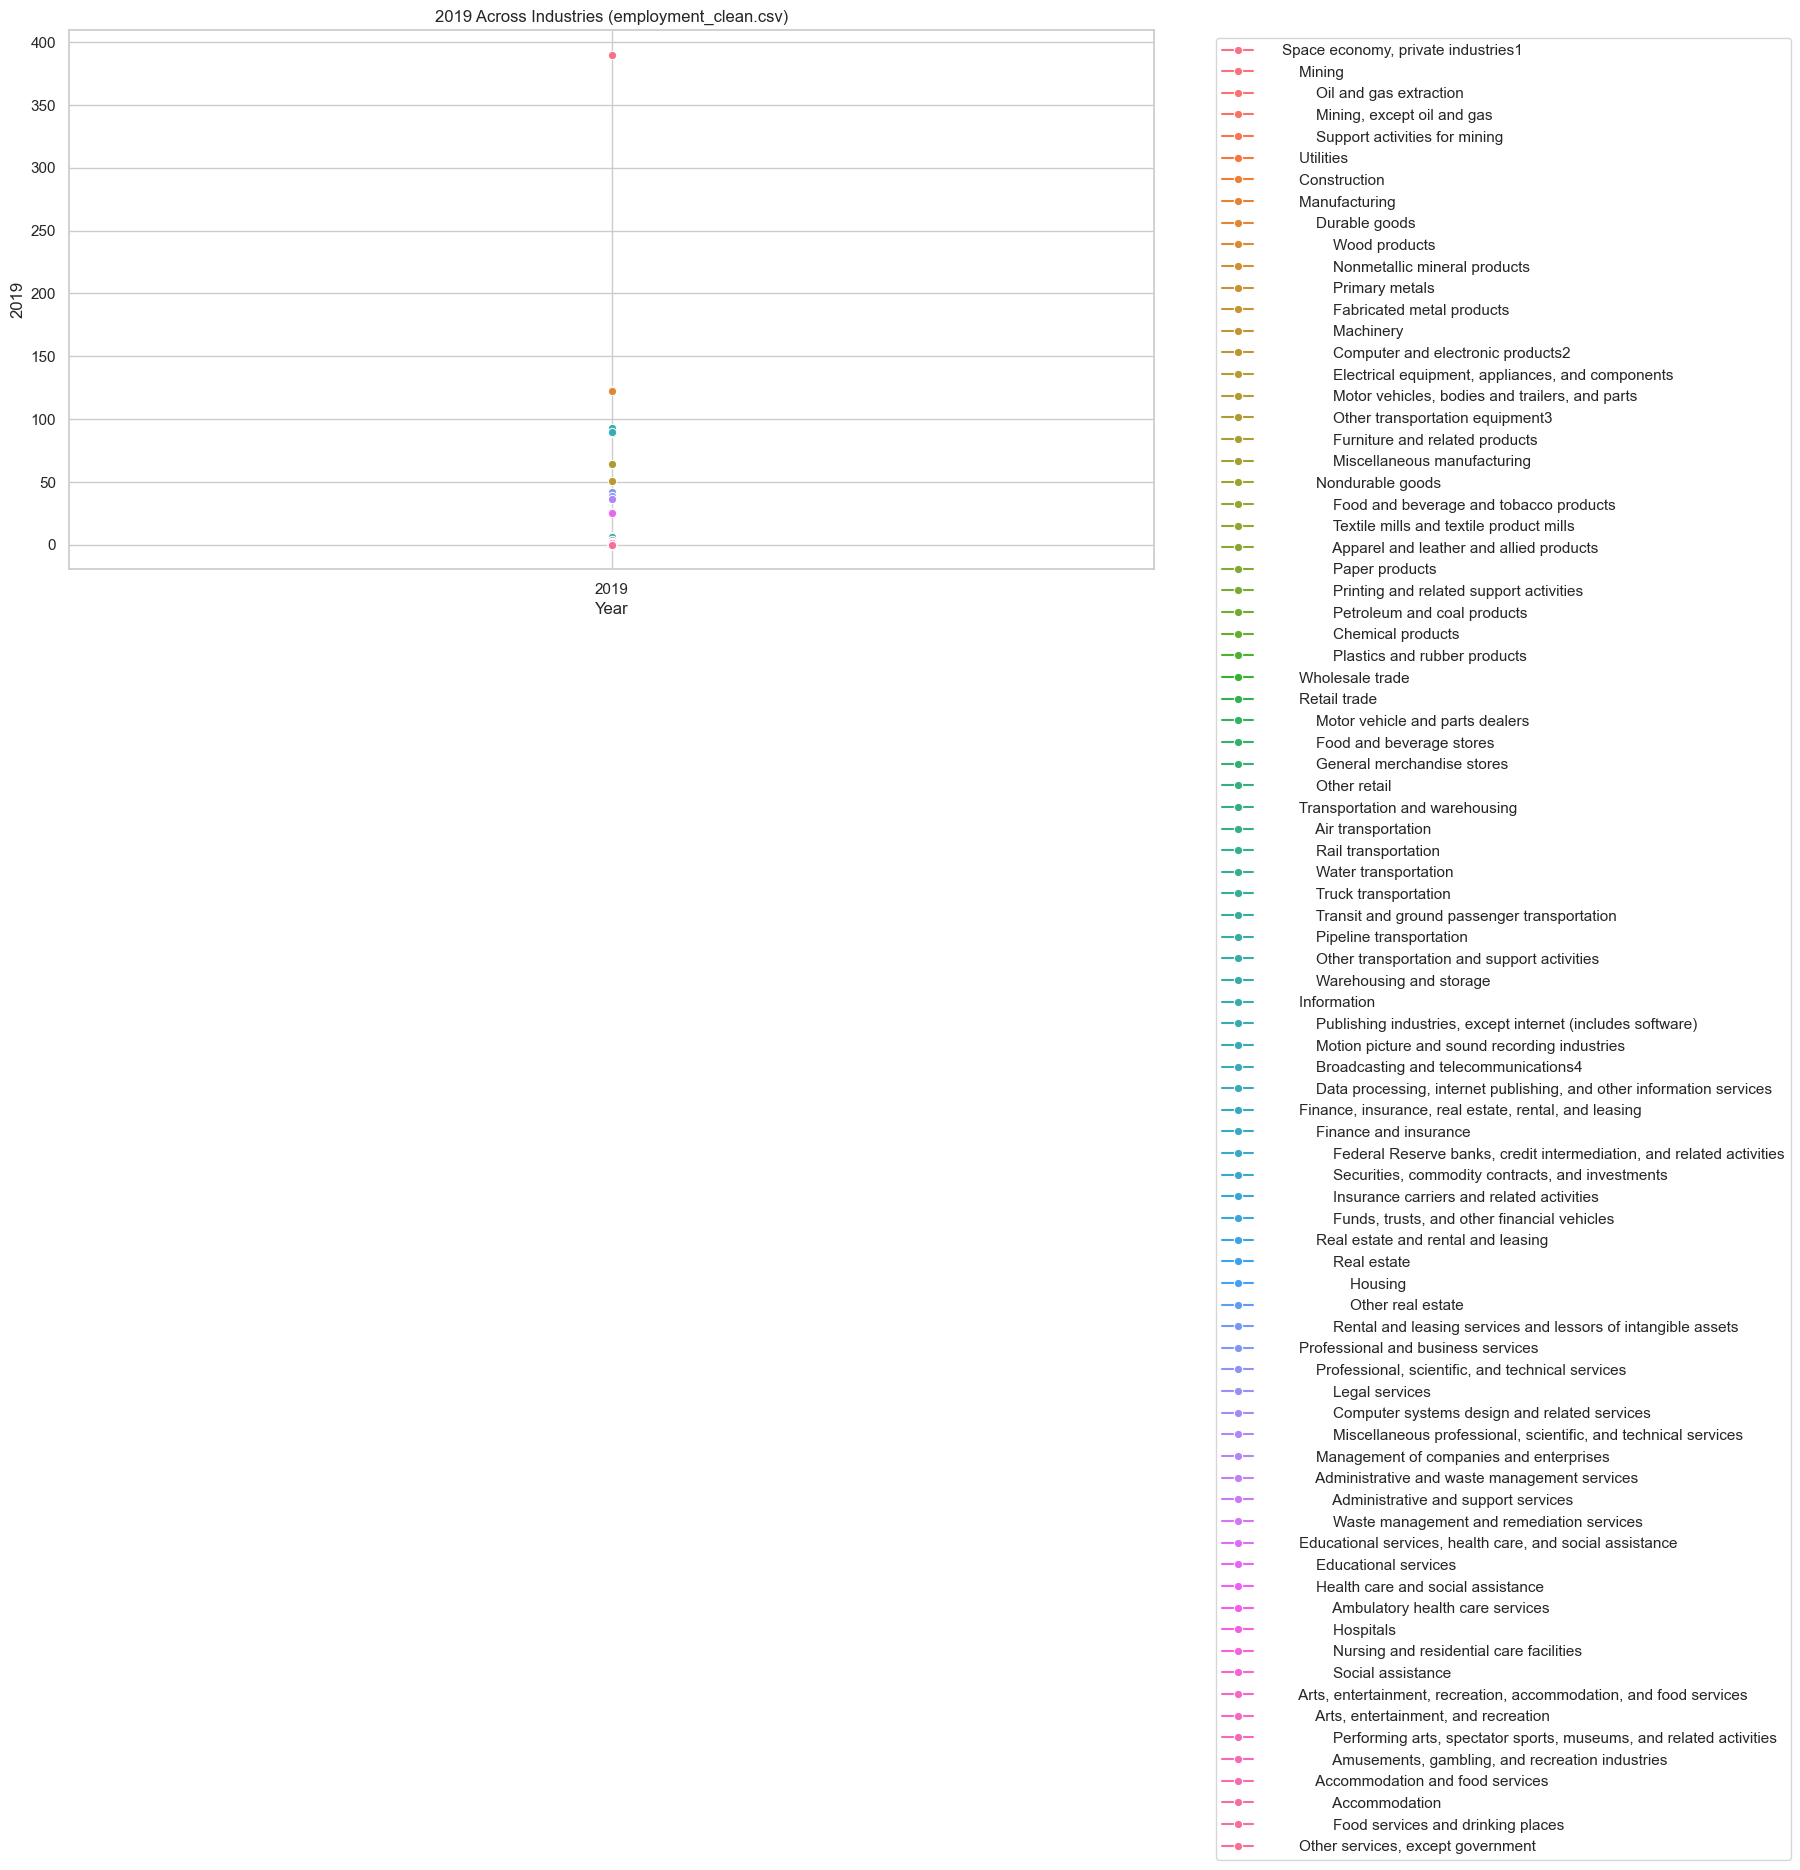 2019 Across Industries (employment_clean.csv)
400
350
300
250
200
150
100
50
0
2019
2019
Year
Space economy, private industries1
Mining
Oil and gas extraction
Mining, except oil and gas
Support activities for mining
Utilities
Construction
Manufacturing
Durable goods
Wood products
Nonmetallic mineral products
Primary metals
Fabricated metal products
Machinery
Computer and electronic products2
Electrical equipment, appliances, and components
Motor vehicles, bodies and trailers, and parts
Other transportation equipment3
Furniture and related products
Miscellaneous manufacturing
Nondurable goods
Food and beverage and tobacco products
Textile mills and textile product mills
Apparel and leather and allied products
Paper products
Printing and related support activities
Petroleum and coal products
Chemical products
Plastics and rubber products
Wholesale trade
Retail trade
Motor vehicle and parts dealers
Food and beverage stores
General merchandise stores
Other retail
Transportation and warehousing
Air transportation
Rail transportation
Water transportation
Truck transportation
Transit and ground passenger transportation
Pipeline transportation
Other transportation and support activities
Warehousing and storage
Information
Publishing industries, except internet (includes software)
Motion picture and sound recording industries
Broadcasting and telecommunications4
Data processing, internet publishing, and other information services
Finance, insurance, real estate, rental, and leasing
Finance and insurance
Federal Reserve banks, credit intermediation, and related activities
Securities, commodity contracts, and investments
Insurance carriers and related activities
Funds, trusts, and other financial vehicles
Real estate and rental and leasing
Real estate
Housing
Other real estate
Rental and leasing services and lessors of intangible assets
Professional and business services
Professional, scientific, and technical services
Legal services
Computer systems design and related services
Miscellaneous professional, scientific, and technical services
Management of companies and enterprises
Administrative and waste management services
Administrative and support services
Waste management and remediation services
Educational services, health care, and social assistance
Educational services
Health care and social assistance
Ambulatory health care services
Hospitals
Nursing and residential care facilities
Social assistance
Arts, entertainment, recreation, accommodation, and food services
Arts, entertainment, and recreation
Performing arts, spectator sports, museums, and related activities
Amusements, gambling, and recreation industries
Accommodation and food services
Accommodation
Food services and drinking places
Other services, except government